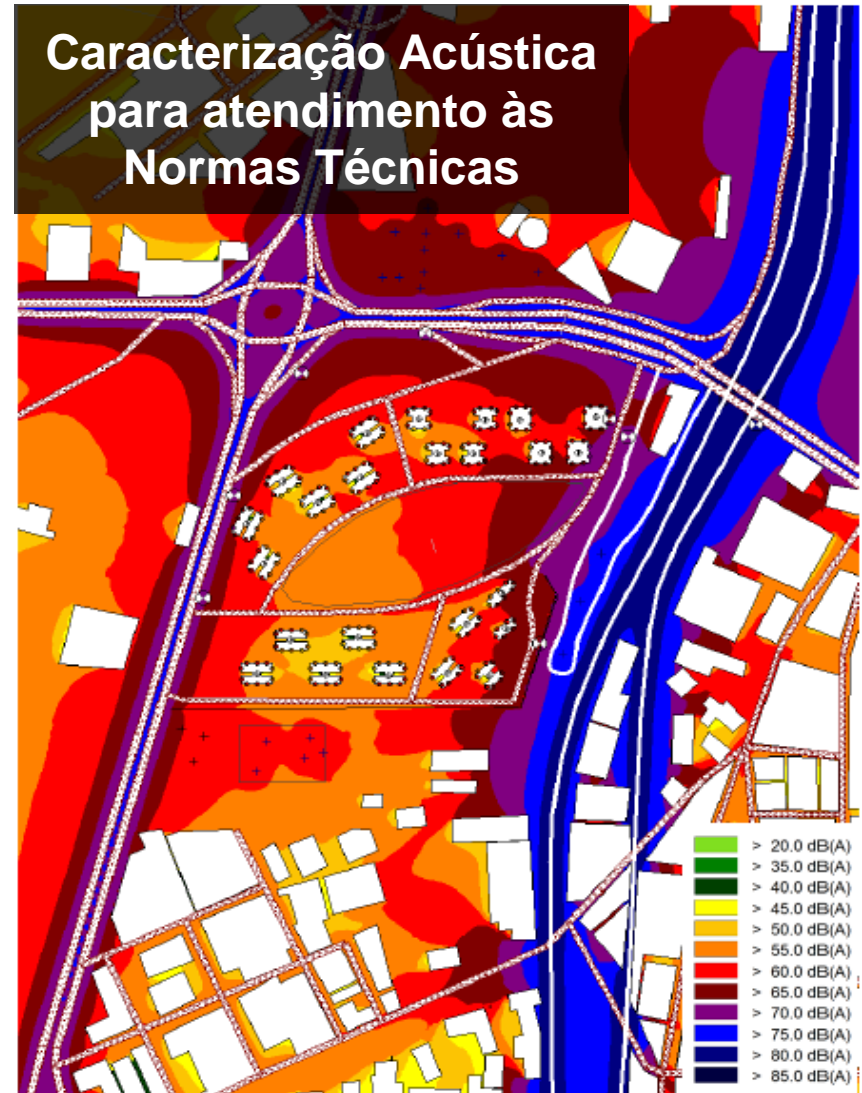 Caracterização Acústica
para atendimento às
Normas Técnicas
> 20.0 dB(A)
> 35.0 dB(A)
> 40.0 dB(A)
> 45.0 dB(A)
> 50.0 dB(A)
> 55.0 dB(A)
> 60.0 dB(A)
> 65.0 dB(A)
> 70.0 dB(A)
> 75.0 dB(A)
> 80.0 dB(A)
> 85.0 dB(A)